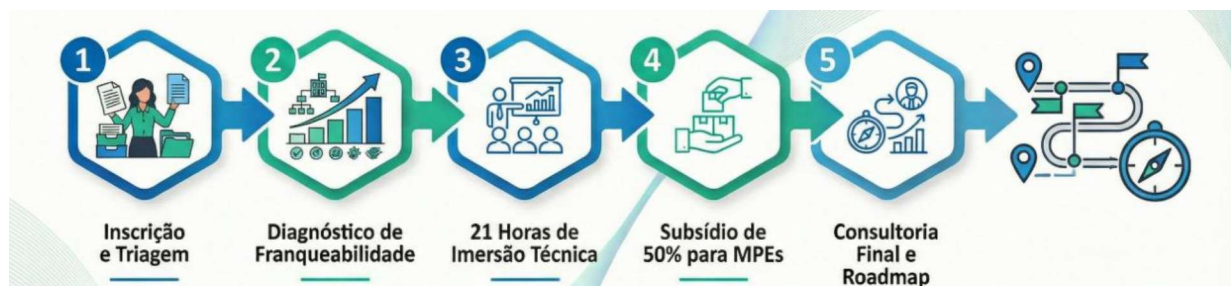 1
2
3
4
5
Inscrição
e Triagem
Diagnóstico de
Franqueabilidade
21 Horas de
Imersão Técnica
Subsídio de
50% para MPEs
Consultoria
Final e
Roadmap